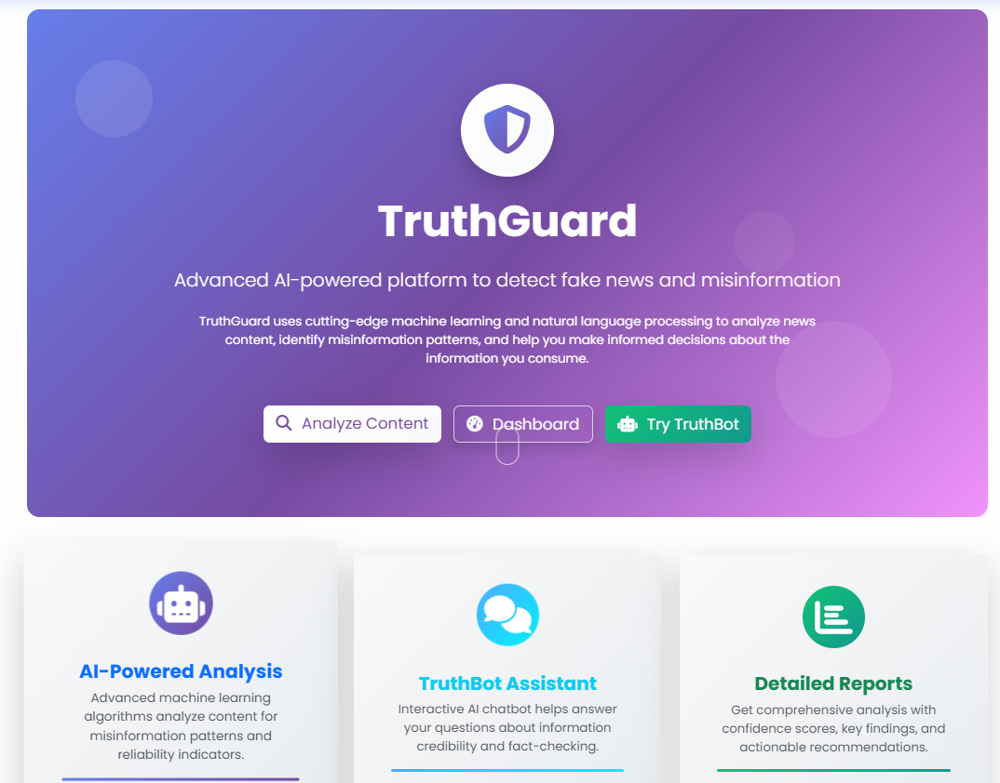 TruthGuard
Advanced AI-powered platform to detect fake news and misinformation
TruthGuard uses cutting-edge machine learning and natural language processing to analyze news
content, identify misinformation patterns, and help you make informed decisions about the
information you consume.
Analyze Content
Dashboard
Try TruthBot
AI-Powered Analysis
Advanced machine learning
algorithms analyze content for
misinformation patterns and
reliability indicators.
TruthBot Assistant
Interactive AI chatbot helps answer
your questions about information
credibility and fact-checking.
Detailed Reports
Get comprehensive analysis with
confidence scores, key findings, and
actionable recommendations.